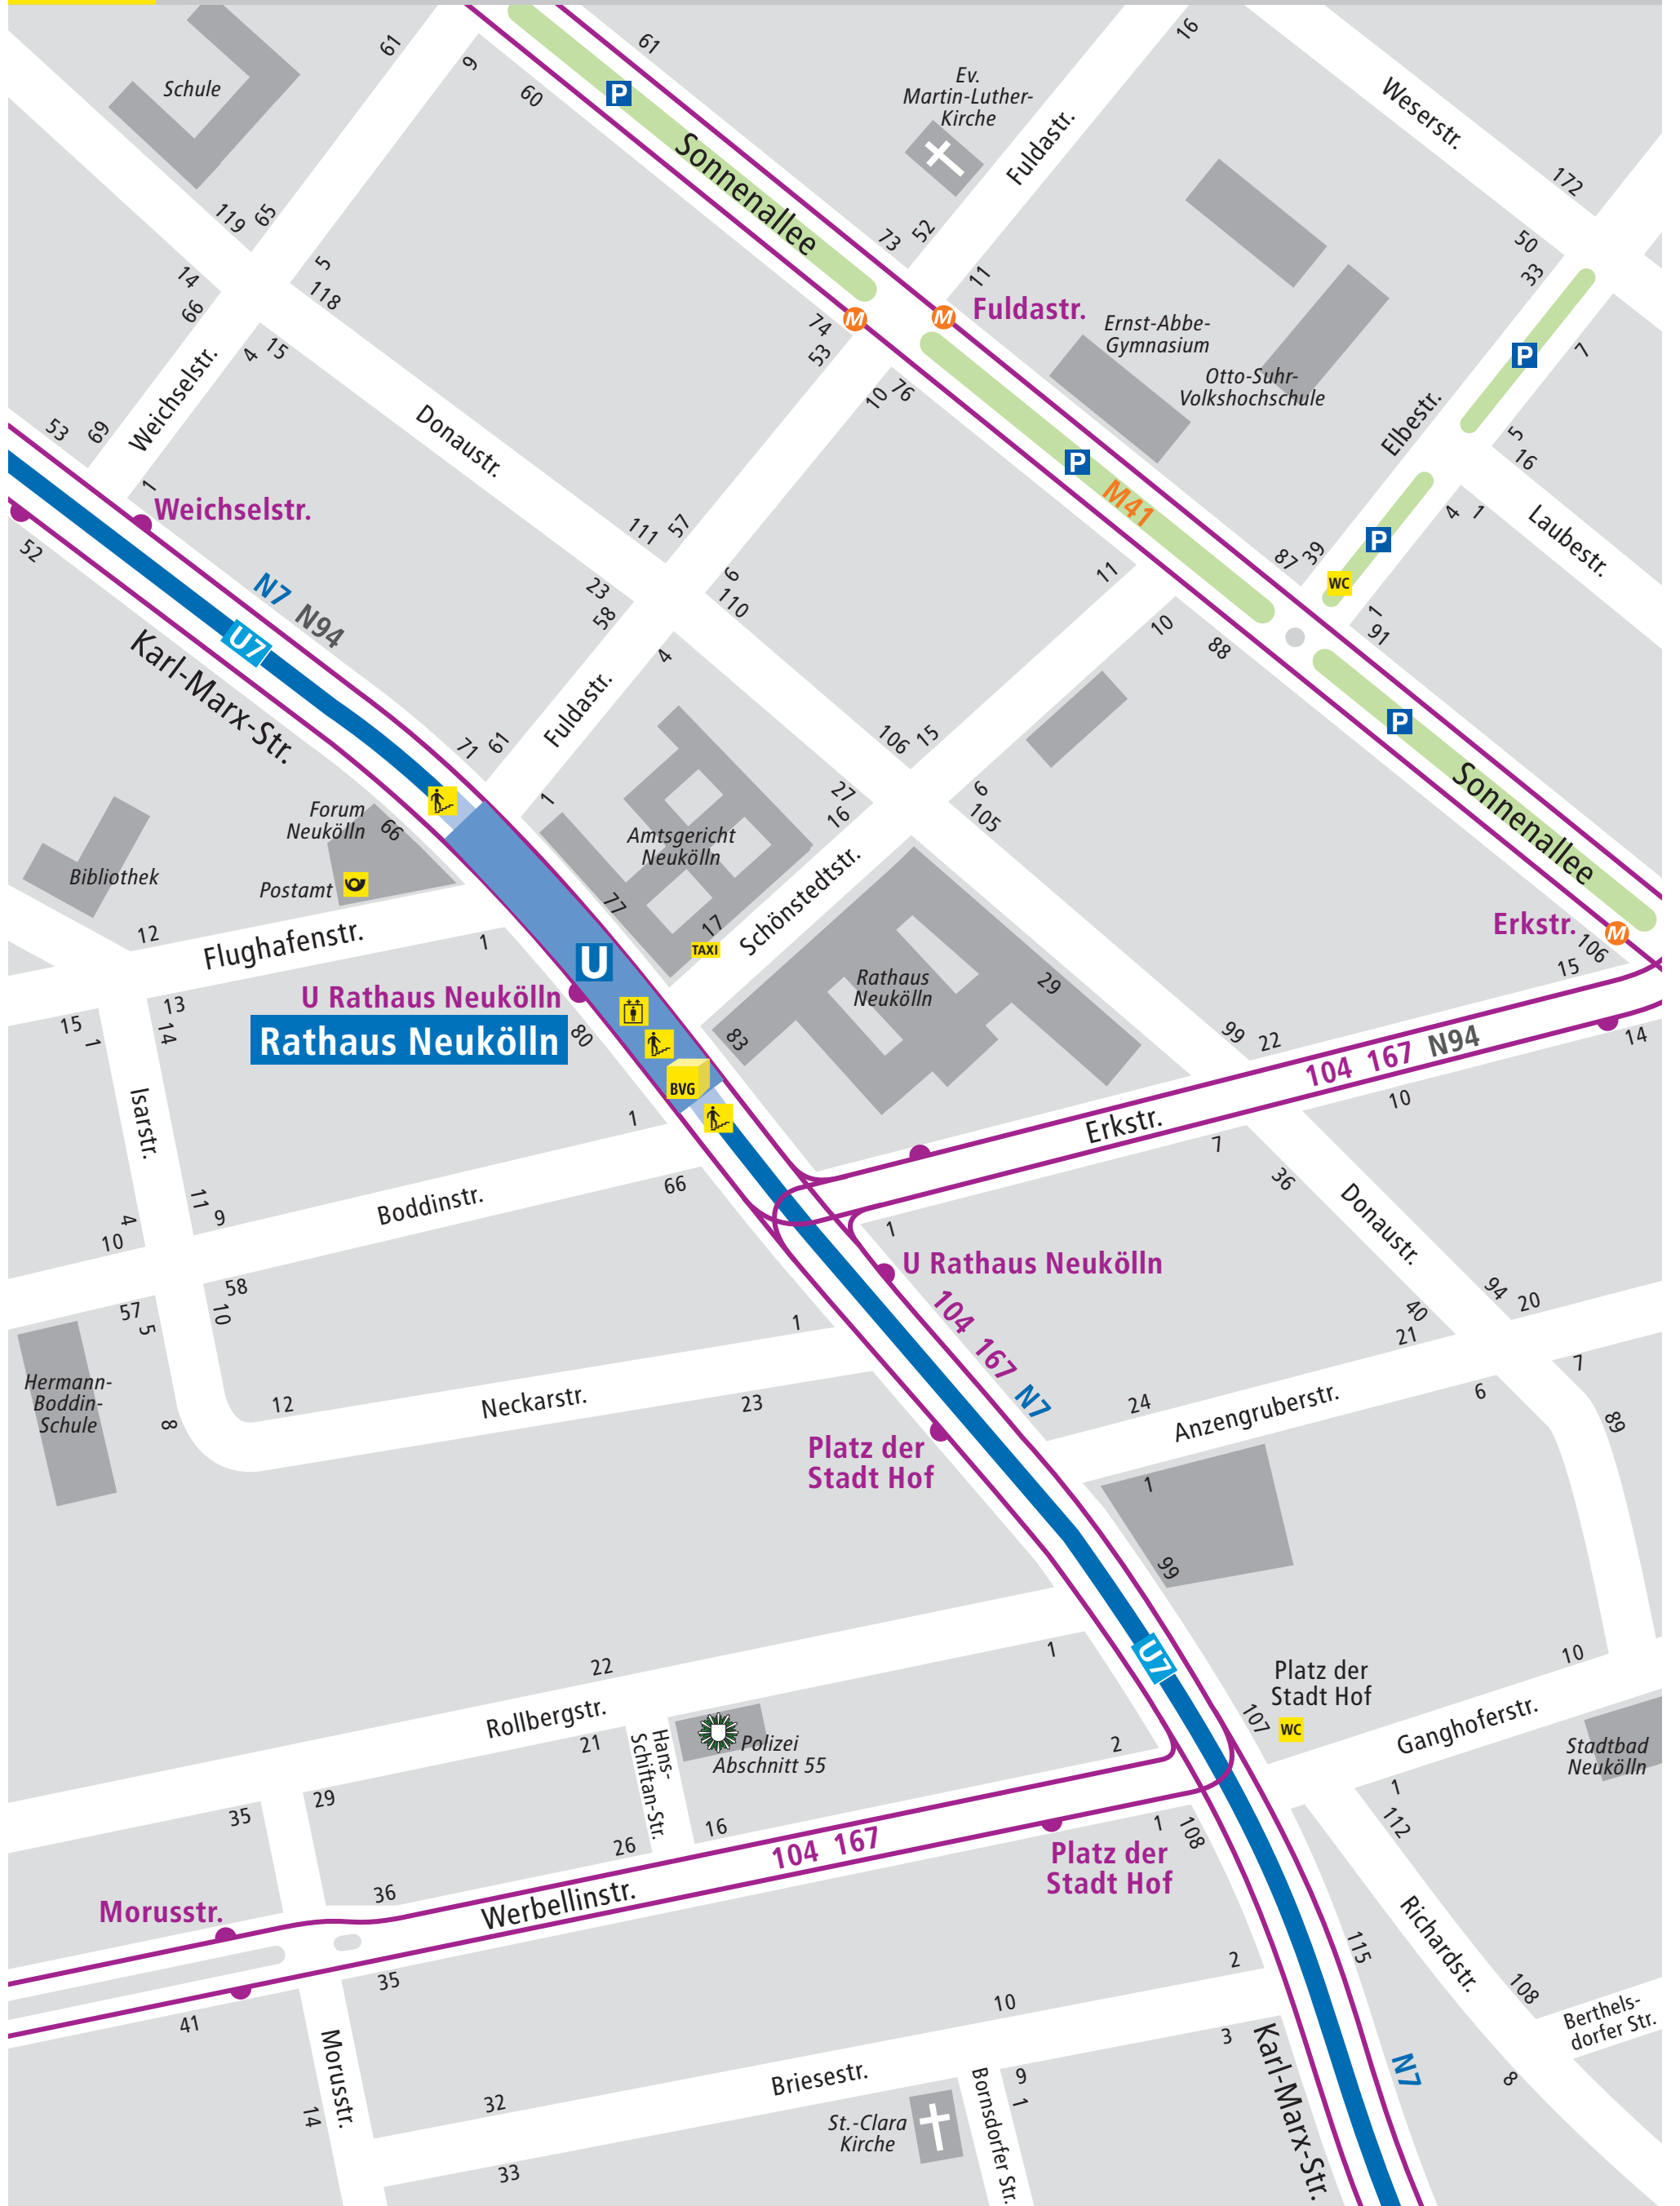 61
61
16
9
60
P
Schule
Ev.
Martin-Luther-
Kirche
Fuldastr.
Weserstr.
Sonnenallee
172
119
65
73
52
50
33
5
118
14
66
11
Fuldastr.
M
M
74
53
Ernst-Abbe-
Gymnasium
Otto-Suhr-
Volkshochschule
P
7
4
15
Weichselstr.
10
76
53
69
Donaustr.
Elbestr.
5
16
P
M41
1
Weichselstr.
52
111
57
87
39
P
4
1
Laubestr.
WC
N7
N94
23
58
6
110
11
10
88
1
91
U7
Karl-Marx-Str.
4
Fuldastr.
71
61
106
15
P
Sonnenallee
1
27
16
6
105
Forum
Neukölln
66
Amtsgericht
Neukölln
Bibliothek
Postamt
Schönstedtstr.
77
17
TAXI
12
Flughafenstr.
1
U
Erkstr.
M
106
15
Rathaus
Neukölln
29
13
14
15
1
U Rathaus Neukölln
Rathaus Neukölln
80
83
99
22
104 167 N94
14
BVG
Isarstr.
1
Erkstr.
10
7
66
36
Donaustr.
11
9
4
10
Boddinstr.
1
U Rathaus Neukölln
58
57
5
10
104 167 N7
94
20
40
21
1
7
Hermann-
Boddin-
Schule
12
Neckarstr.
23
24
Anzengruberstr.
6
89
8
Platz der
Stadt Hof
1
99
22
1
U7
Platz der
Stadt Hof
WC
107
10
Rollbergstr.
21
Hans-
Schiftan-Str.
Polizei
Abschnitt 55
2
Ganghoferstr.
Stadtbad
Neukölln
35
29
1
112
26
16
104 167
1
108
Platz der
Stadt Hof
Morusstr.
36
Werbellinstr.
Richardstr.
115
35
2
108
41
10
3
Berthels-
dorfer Str.
Morusstr.
Briesestr.
9
1
Karl-Marx-Str.
N7
8
14
32
St.-Clara
Kirche
Bornsdorfer Str.
33